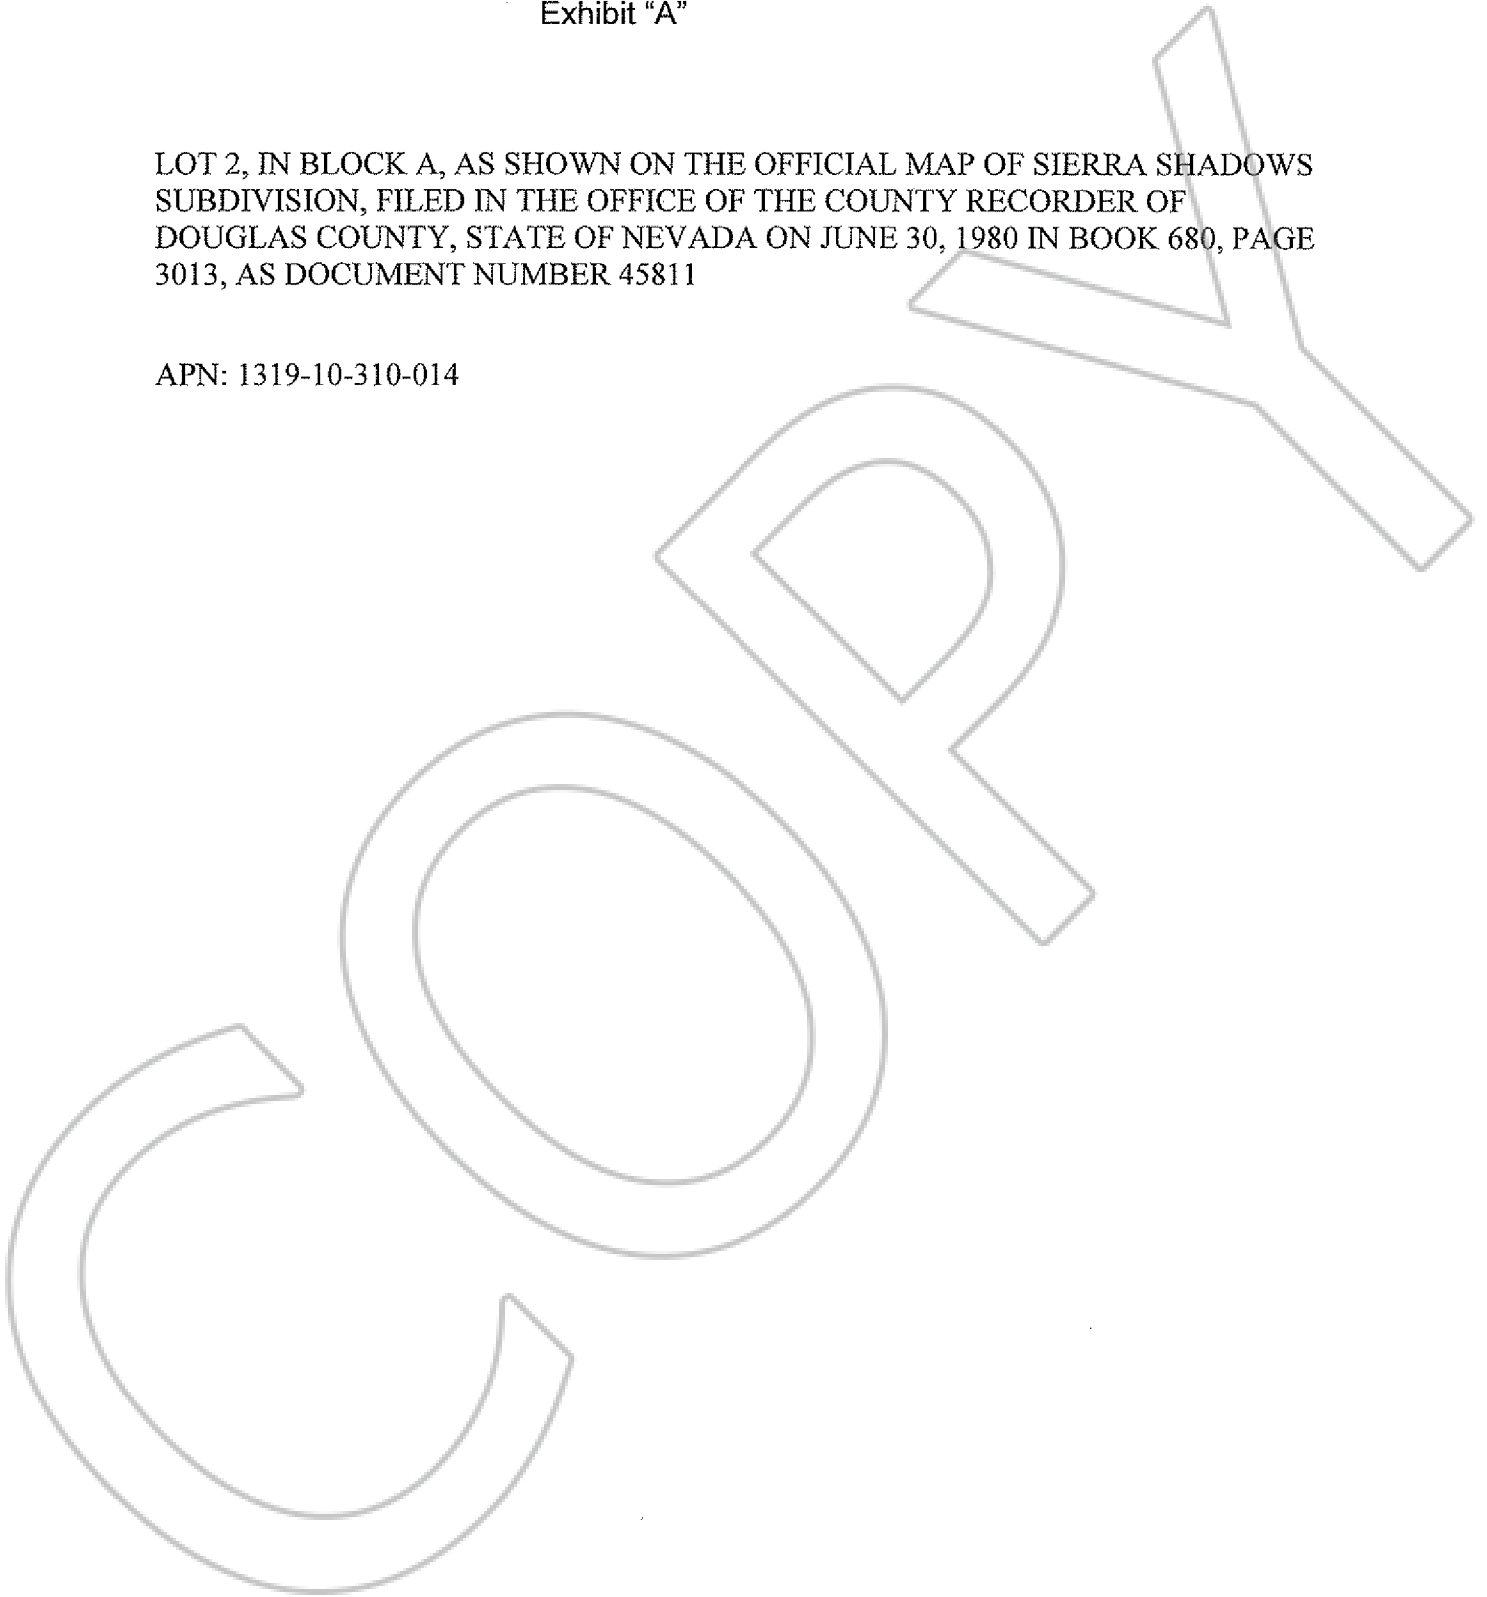 Exhibit “A”
LOT 2, IN BLOCK A, AS SHOWN ON THE OFFICIAL MAP OF SIERRA SHADOWS
SUBDIVISION, FILED IN THE OFFICE OF THE COUNTY RECORDER OF
DOUGLAS COUNTY, STATE OF NEVADA ON JUNE 30, 1980 IN BOOK 680, PAGE
3013, AS DOCUMENT NUMBER 45811
APN: 1319-10-310-014
COPY